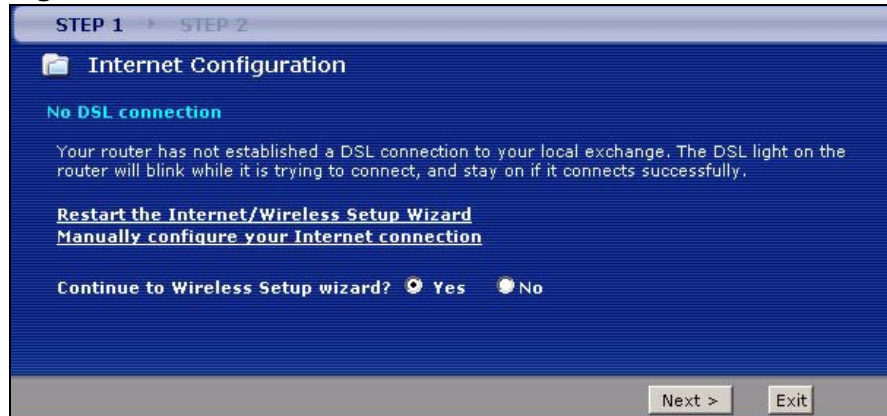 STEP 1 STEP 2
Internet Configuration
No DSL connection
Your router has not established a DSL connection to your local exchange. The DSL light on the
router will blink while it is trying to connect, and stay on if it connects successfully.
Restart the Internet/Wireless Setup Wizard
Manually configure your Internet connection
Continue to Wireless Setup wizard? Yes No
Next > Exit